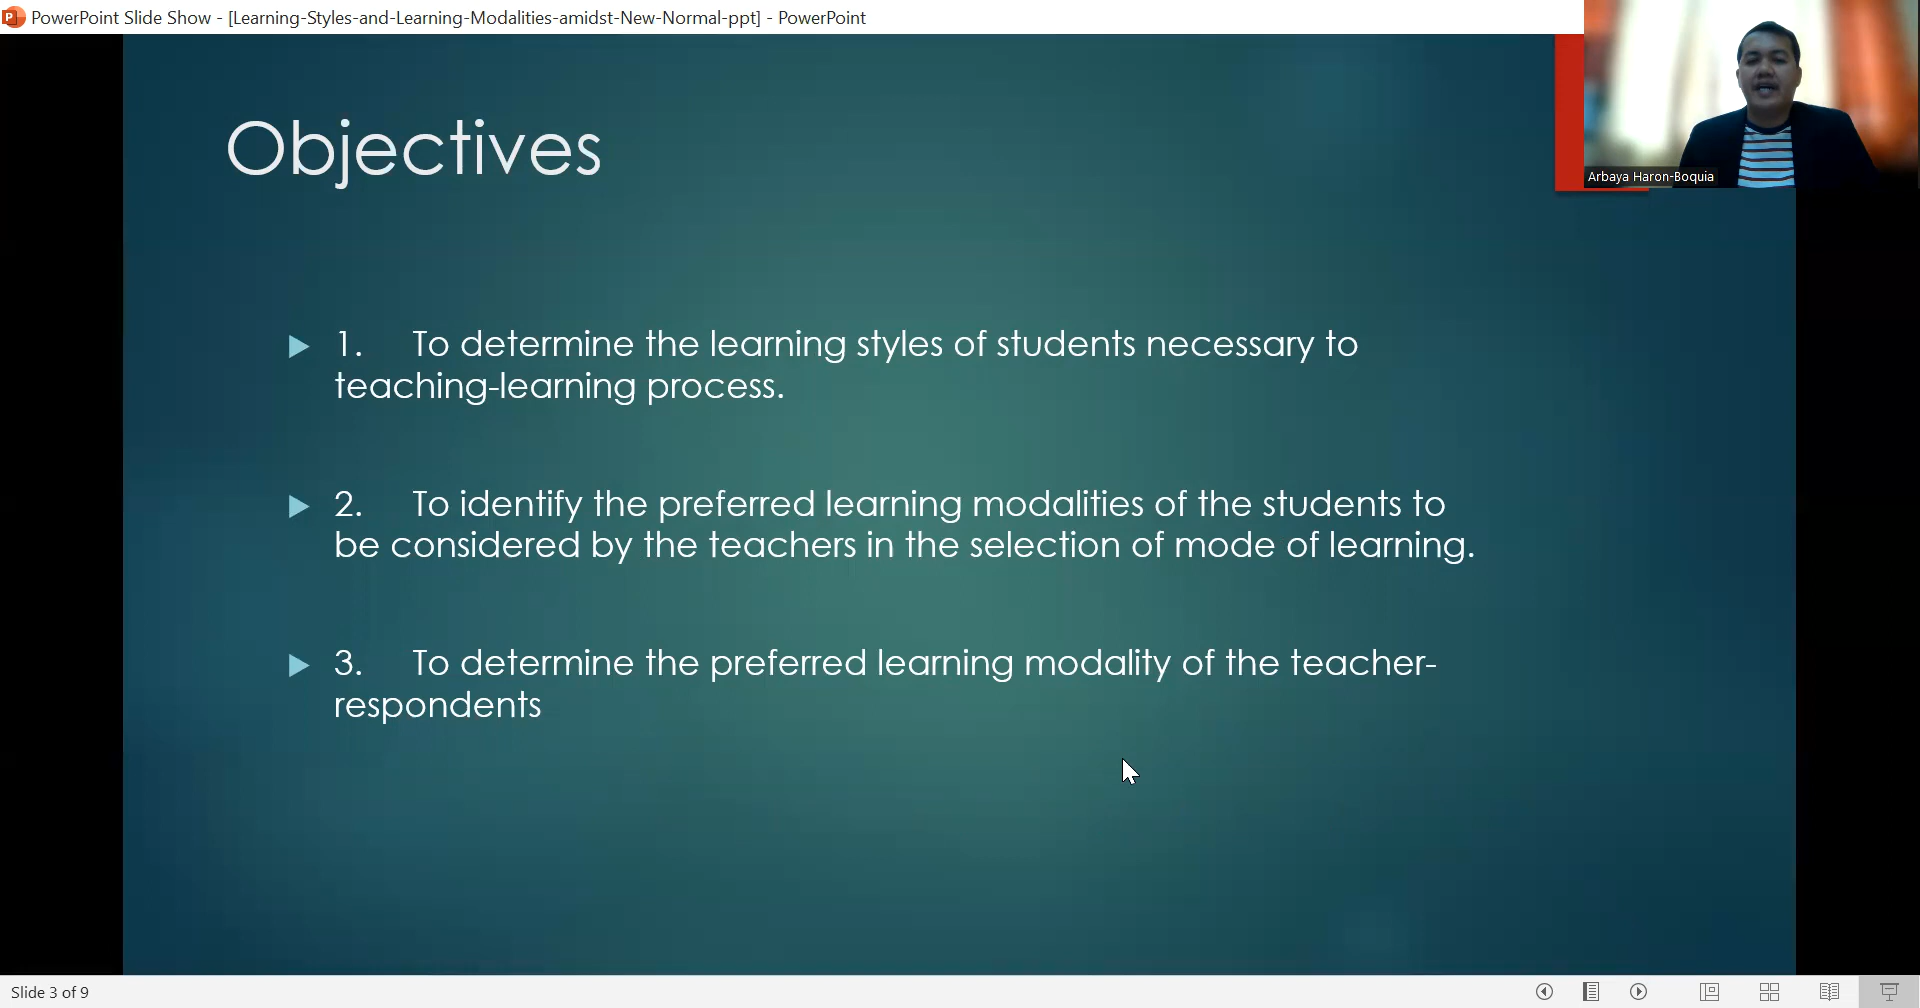 PowerPoint Slide Show - [Learning-Styles-and-Learning-Modalities-amidst-New-Normal-ppt] - PowerPoint
Arbaya Haron-Boquia
Objectives
1. To determine the learning styles of students necessary to
teaching-learning process.
2. To identify the preferred learning modalities of the students to
be considered by the teachers in the selection of mode of learning.
3. To determine the preferred learning modality of the teacher-
respondents
Slide 3 of 9